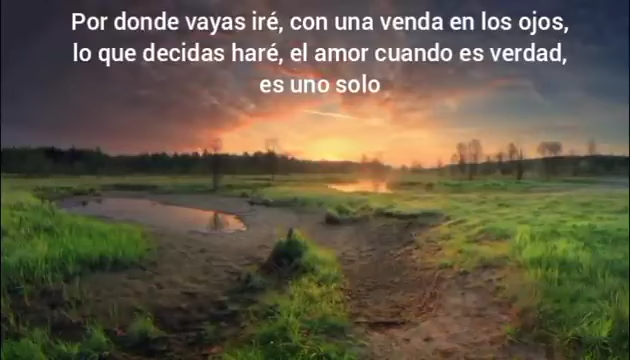 Por donde vayas iré, con una venda en los ojos,
lo que decidas haré, el amor cuando es verdad,
es uno solo